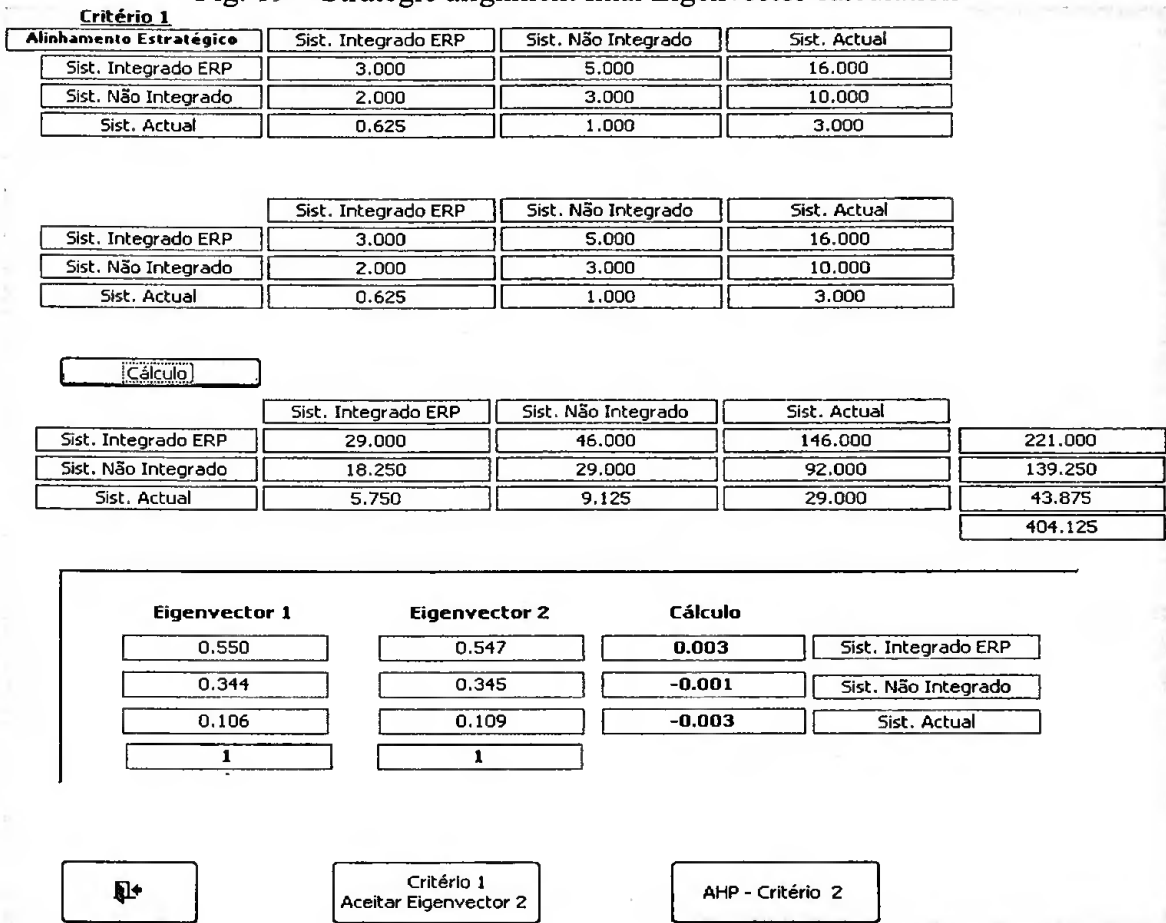 Critério 1
Alinhamento Estratégico Sist. Integrado ERP Sist. Não Integrado Sist. Actual
Sist. Integrado ERP 3.000 5.000 16.000
Sist. Não Integrado 2.000 3.000 10.000
Sist. Actual 0.625 1.000 3.000
Sist. Integrado ERP Sist. Não Integrado Sist. Actual
Sist. Integrado ERP 3.000 5.000 16.000
Sist. Não Integrado 2.000 3.000 10.000
Sist. Actual 0.625 1.000 3.000
Cálculo
Sist. Integrado ERP Sist. Não Integrado Sist. Actual
Sist. Integrado ERP 29.000 46.000 146.000 221.000
Sist. Não Integrado 18.250 29.000 92.000 139.250
Sist. Actual 5.750 9.125 29.000 43.875
404.125
Eigenvector 1 Eigenvector 2 Cálculo
0.550 0.547 0.003 Sist. Integrado ERP
0.344 0.345 -0.001 Sist. Não Integrado
0.106 0.109 -0.003 Sist. Actual
1 1
Critério 1
Aceitar Eigenvector 2
AHP - Critério 2